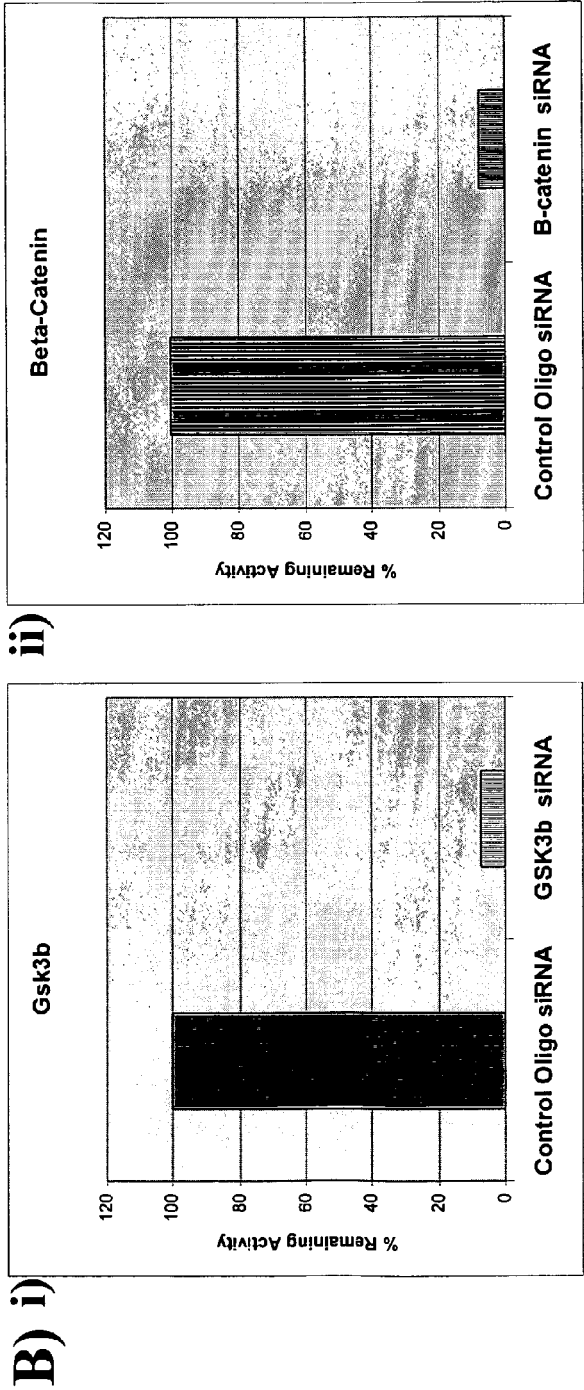 B) i)
Gsk3b
% Remaining Activity
120
100
80
60
40
20
0
Control Oligo siRNA
GSK3b siRNA
ii)
Beta-Catenin
% Remaining Activity
120
100
80
60
40
20
0
Control Oligo siRNA
B-catenin siRNA